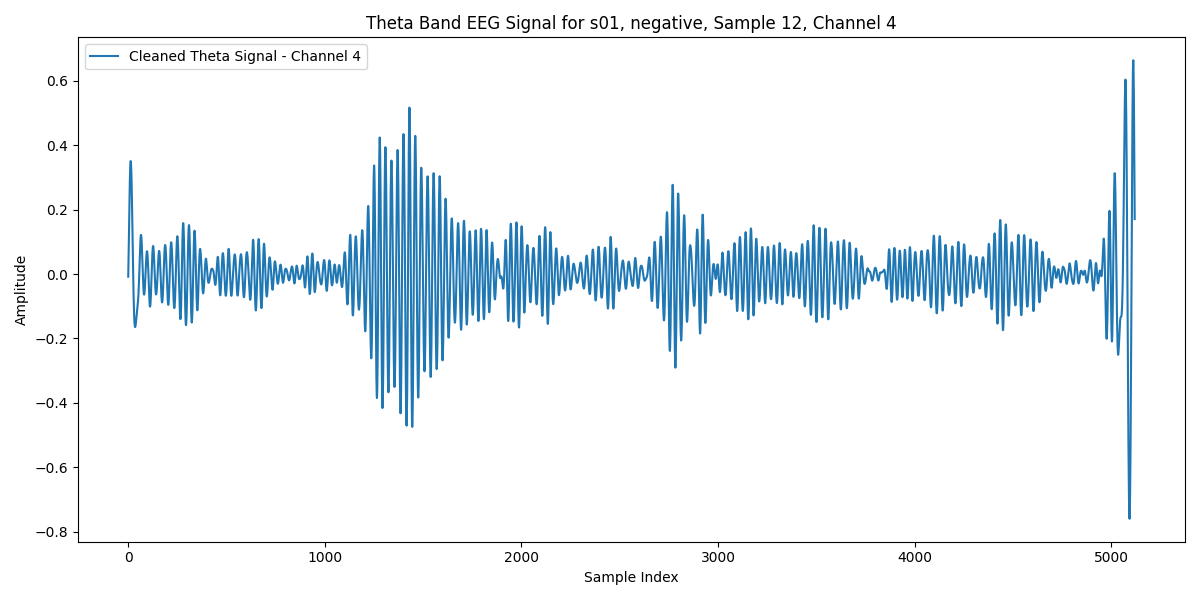 Theta Band EEG Signal for s01, negative, Sample 12, Channel 4
Cleaned Theta Signal - Channel 4
0.6
0.4
0.2
0.0
−0.2
−0.4
−0.6
−0.8
Amplitude
0 1000 2000 3000 4000 5000
Sample Index